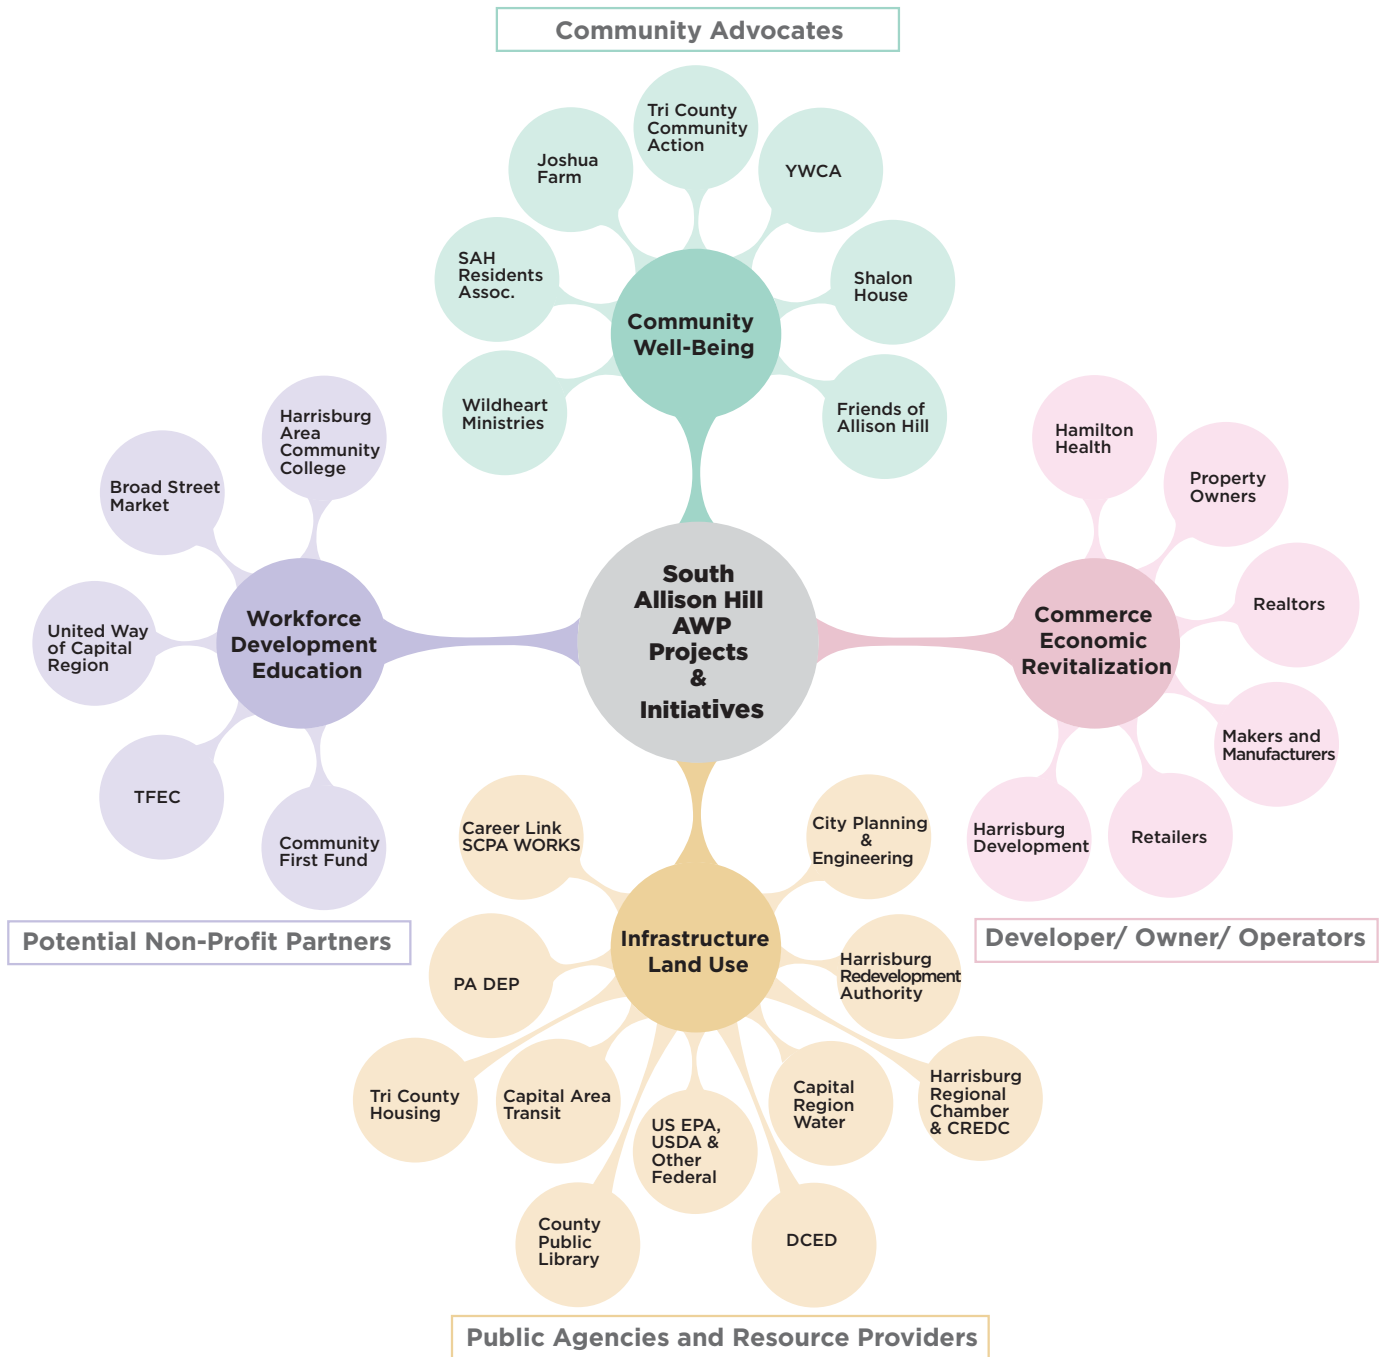 Community Advocates
Tri County
Community
Action
Joshua
Farm
YWCA
SAH
Residents
Assoc.
Shalon
House
Community
Well-Being
Wildheart
Ministries
Friends of
Allison Hill
Harrisburg
Area
Community
College
Broad Street
Market
United Way
of Capital
Region
Workforce
Development
Education
TFEC
Community
First Fund
Potential Non-Profit Partners
South
Allison Hill
AWP
Projects
&
Initiatives
Hamilton
Health
Property
Owners
Realtors
Commerce
Economic
Revitalization
Makers and
Manufacturers
Harrisburg
Development
Retailers
Developer/ Owner/ Operators
Career Link
SCPA WORKS
City Planning
&
Engineering
Infrastructure
Land Use
PA DEP
Harrisburg
Redevelopment
Authority
Tri County
Housing
Capital Area
Transit
US EPA,
USDA &
Other
Federal
Capital
Region
Water
Harrisburg
Regional
Chamber
& CREDC
County
Public
Library
DCED
Public Agencies and Resource Providers